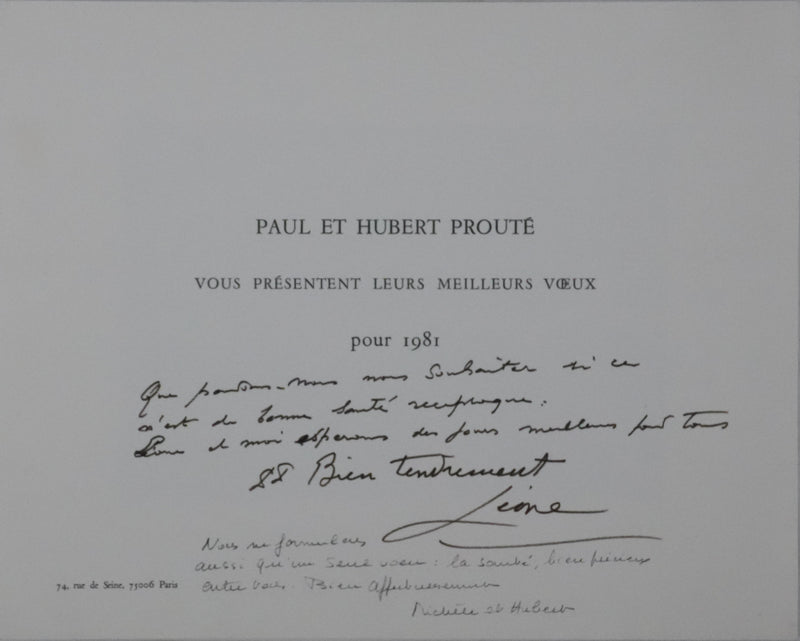 PAUL ET HUBERT PROUTÉ
VOUS PRÉSENTENT LEURS MEILLEURS VŒUX
pour 1981
Que pouvons-nous nous souhaiter si ce
n'est de bonne santé réciproque.
et moi espérons des jours meilleurs pour tous
Bien tendrement
Nous ne formulons
aussi qu'un seul voeu : la santé, bien précieux
entre tous. Bien Affectueusement
Michèle et Hubert
74, rue de Seine, 75006 Paris